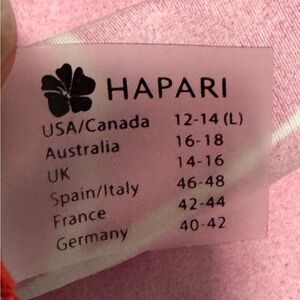 HAPARI
USA/Canada 12-14 (L)
Australia 16-18
UK 14-16
Spain/Italy 46-48
France 42-44
Germany 40-42